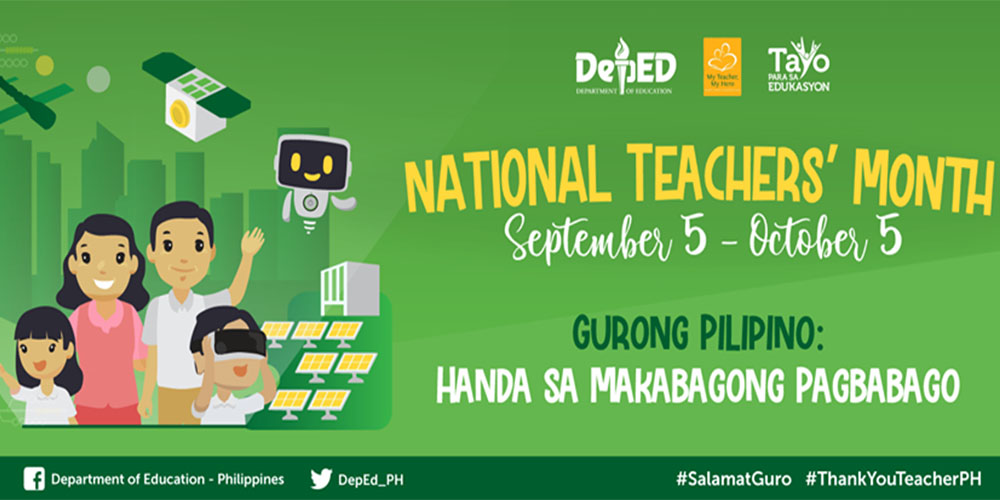 DepED
DEPARTMENT OF EDUCATION
My Teacher,
My Hero
Tayo
PARA SA
EDUKASYON
NATIONAL TEACHERS' MONTH
September 5 - October 5
GURONG PILIPINO:
HANDA SA MAKABAGONG PAGBABAGO
Department of Education - Philippines
DepEd_PH
#SalamatGuro #ThankYouTeacherPH